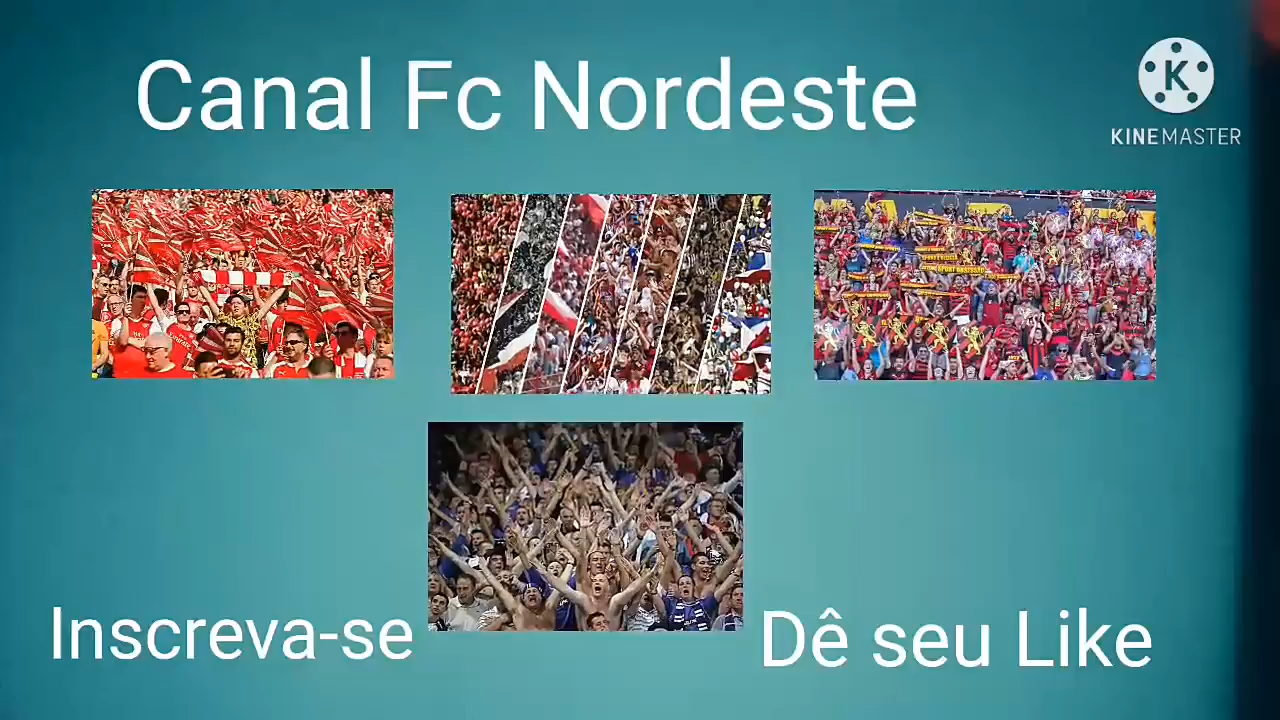 Canal Fc Nordeste
K
KINEMASTER
Inscreva-se
Dê seu Like